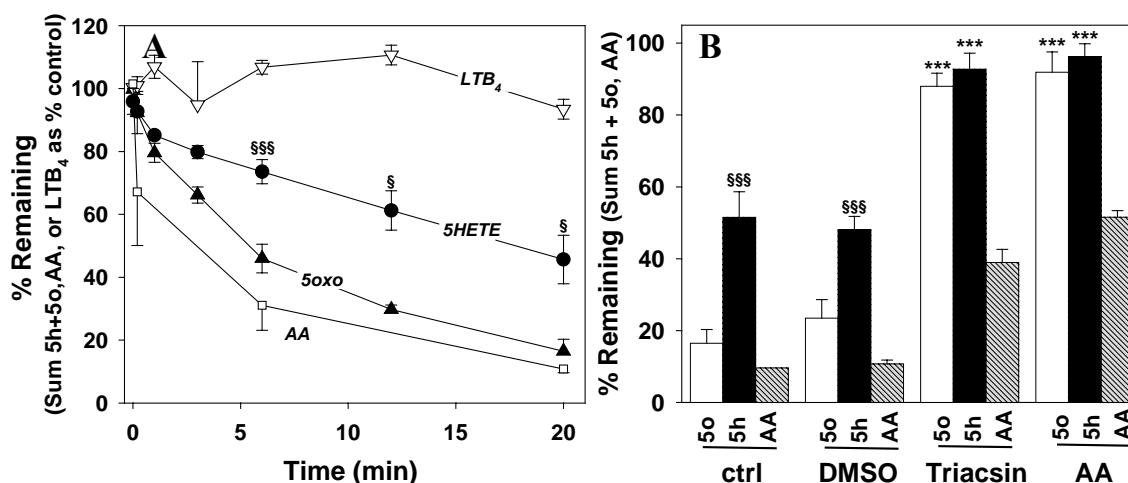 A
% Remaining
(Sum 5h+5o,AA, or LTB4 as % control)
120
100
80
60
40
20
0
LTB4
§§§
§
§
5HETE
5oxo
AA
0
5
10
15
20
Time (min)
B
% Remaining (Sum 5h + 5o, AA)
100
80
60
40
20
0
§§§
§§§
***
***
***
***
5o 5h AA 5o 5h AA 5o 5h AA 5o 5h AA
ctrl DMSO Triacsin AA